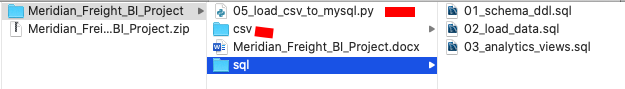 Meridian_Freight_BI_Project
Meridian_Frei...BI_Project.zip
05_load_csv_to_mysql.py
csv
Meridian_Freight_BI_Project.docx
sql
01_schema_ddl.sql
02_load_data.sql
03_analytics_views.sql